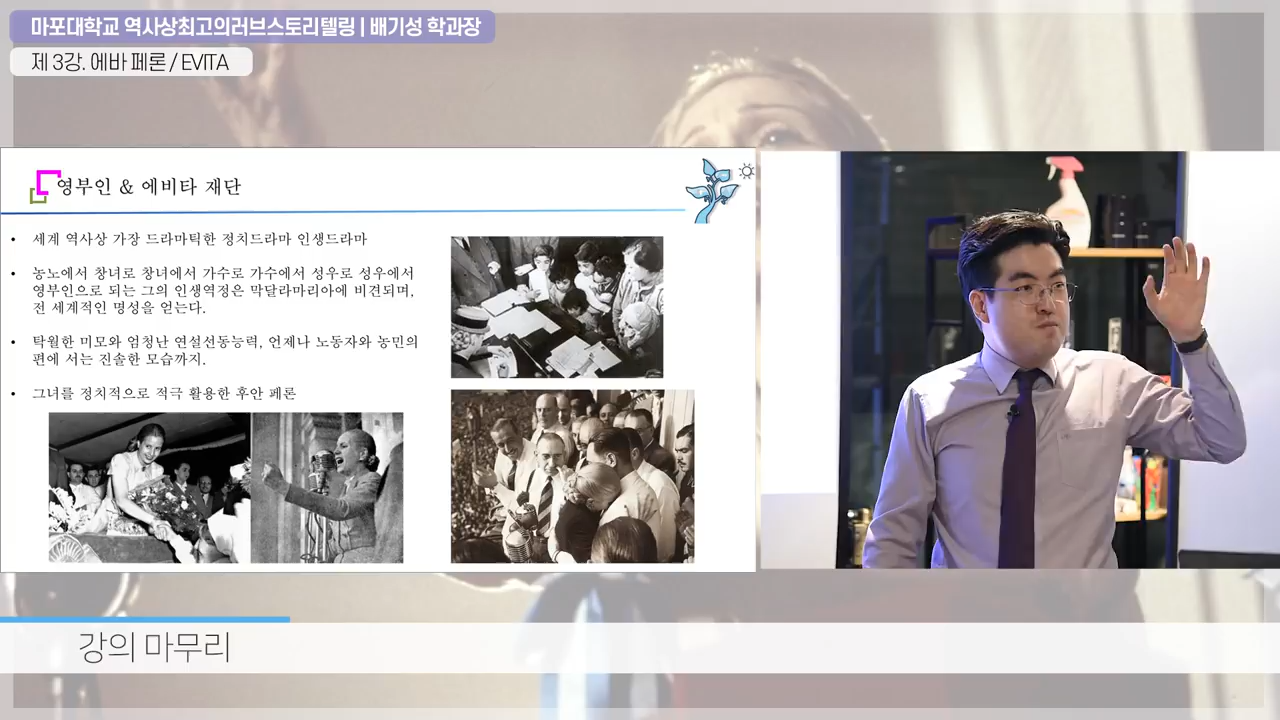 마포대학교 역사상최고의러브스토리텔링 | 배기성 학과장
제 3강. 에바 페론 / EVITA
영부인 & 에비타 재단
• 세계 역사상 가장 드라마틱한 정치드라마 인생드라마
• 농노에서 창녀로 창녀에서 가수로 가수에서 성우로 성우에서
영부인으로 되는 그의 인생역정은 막달라마리아에 비견되며,
전 세계적인 명성을 얻는다.
• 탁월한 미모와 엄청난 연설선동능력, 언제나 노동자와 농민의
편에 서는 진솔한 모습까지.
• 그녀를 정치적으로 적극 활용한 후안 페론
강의 마무리